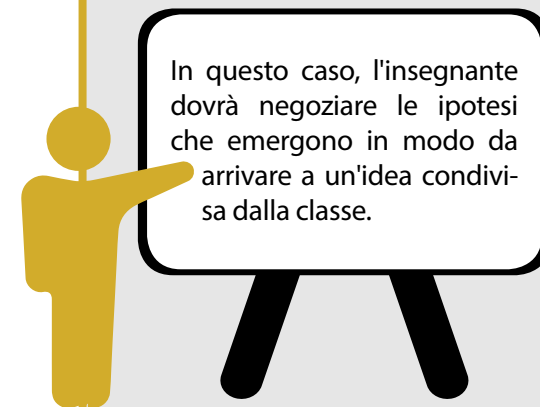 In questo caso, l'insegnante
dovrà negoziare le ipotesi
che emergono in modo da
arrivare a un'idea condivi-
sa dalla classe.